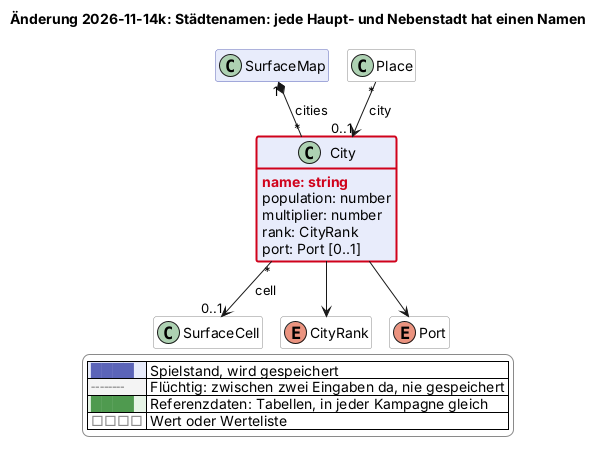 Änderung 2026-11-14k: Städtenamen: jede Haupt- und Nebenstadt hat einen Namen
C SurfaceMap
C Place
1
*
cities
city
*
0..1
C City
name: string
population: number
multiplier: number
rank: CityRank
port: Port [0..1]
*
cell
0..1
C SurfaceCell
E CityRank
E Port
Spielstand, wird gespeichert
Flüchtig: zwischen zwei Eingaben da, nie gespeichert
Referenzdaten: Tabellen, in jeder Kampagne gleich
Wert oder Werteliste